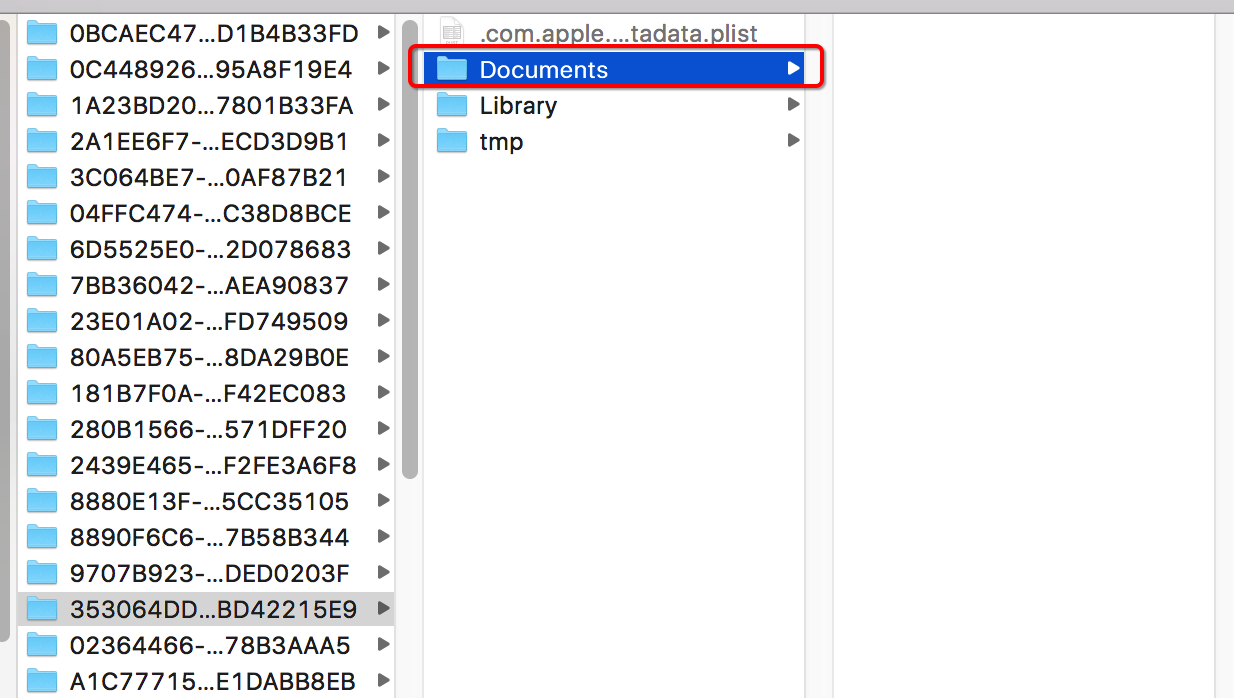 0BCAEC47...D1B4B33FD
0C448926...95A8F19E4
1A23BD20...7801B33FA
2A1EE6F7-...ECD3D9B1
3C064BE7-...0AF87B21
04FFC474-...C38D8BCE
6D5525E0-...2D078683
7BB36042-...AEA90837
23E01A02-...FD749509
80A5EB75-...8DA29B0E
181B7F0A-...F42EC083
280B1566-...571DFF20
2439E465-...F2FE3A6F8
8880E13F-...5CC35105
8890F6C6-...7B58B344
9707B923-...DED0203F
353064DD...BD42215E9
02364466-...78B3AAA5
A1C77715...E1DABB8EB
.com.apple....tadata.plist
Documents
Library
tmp